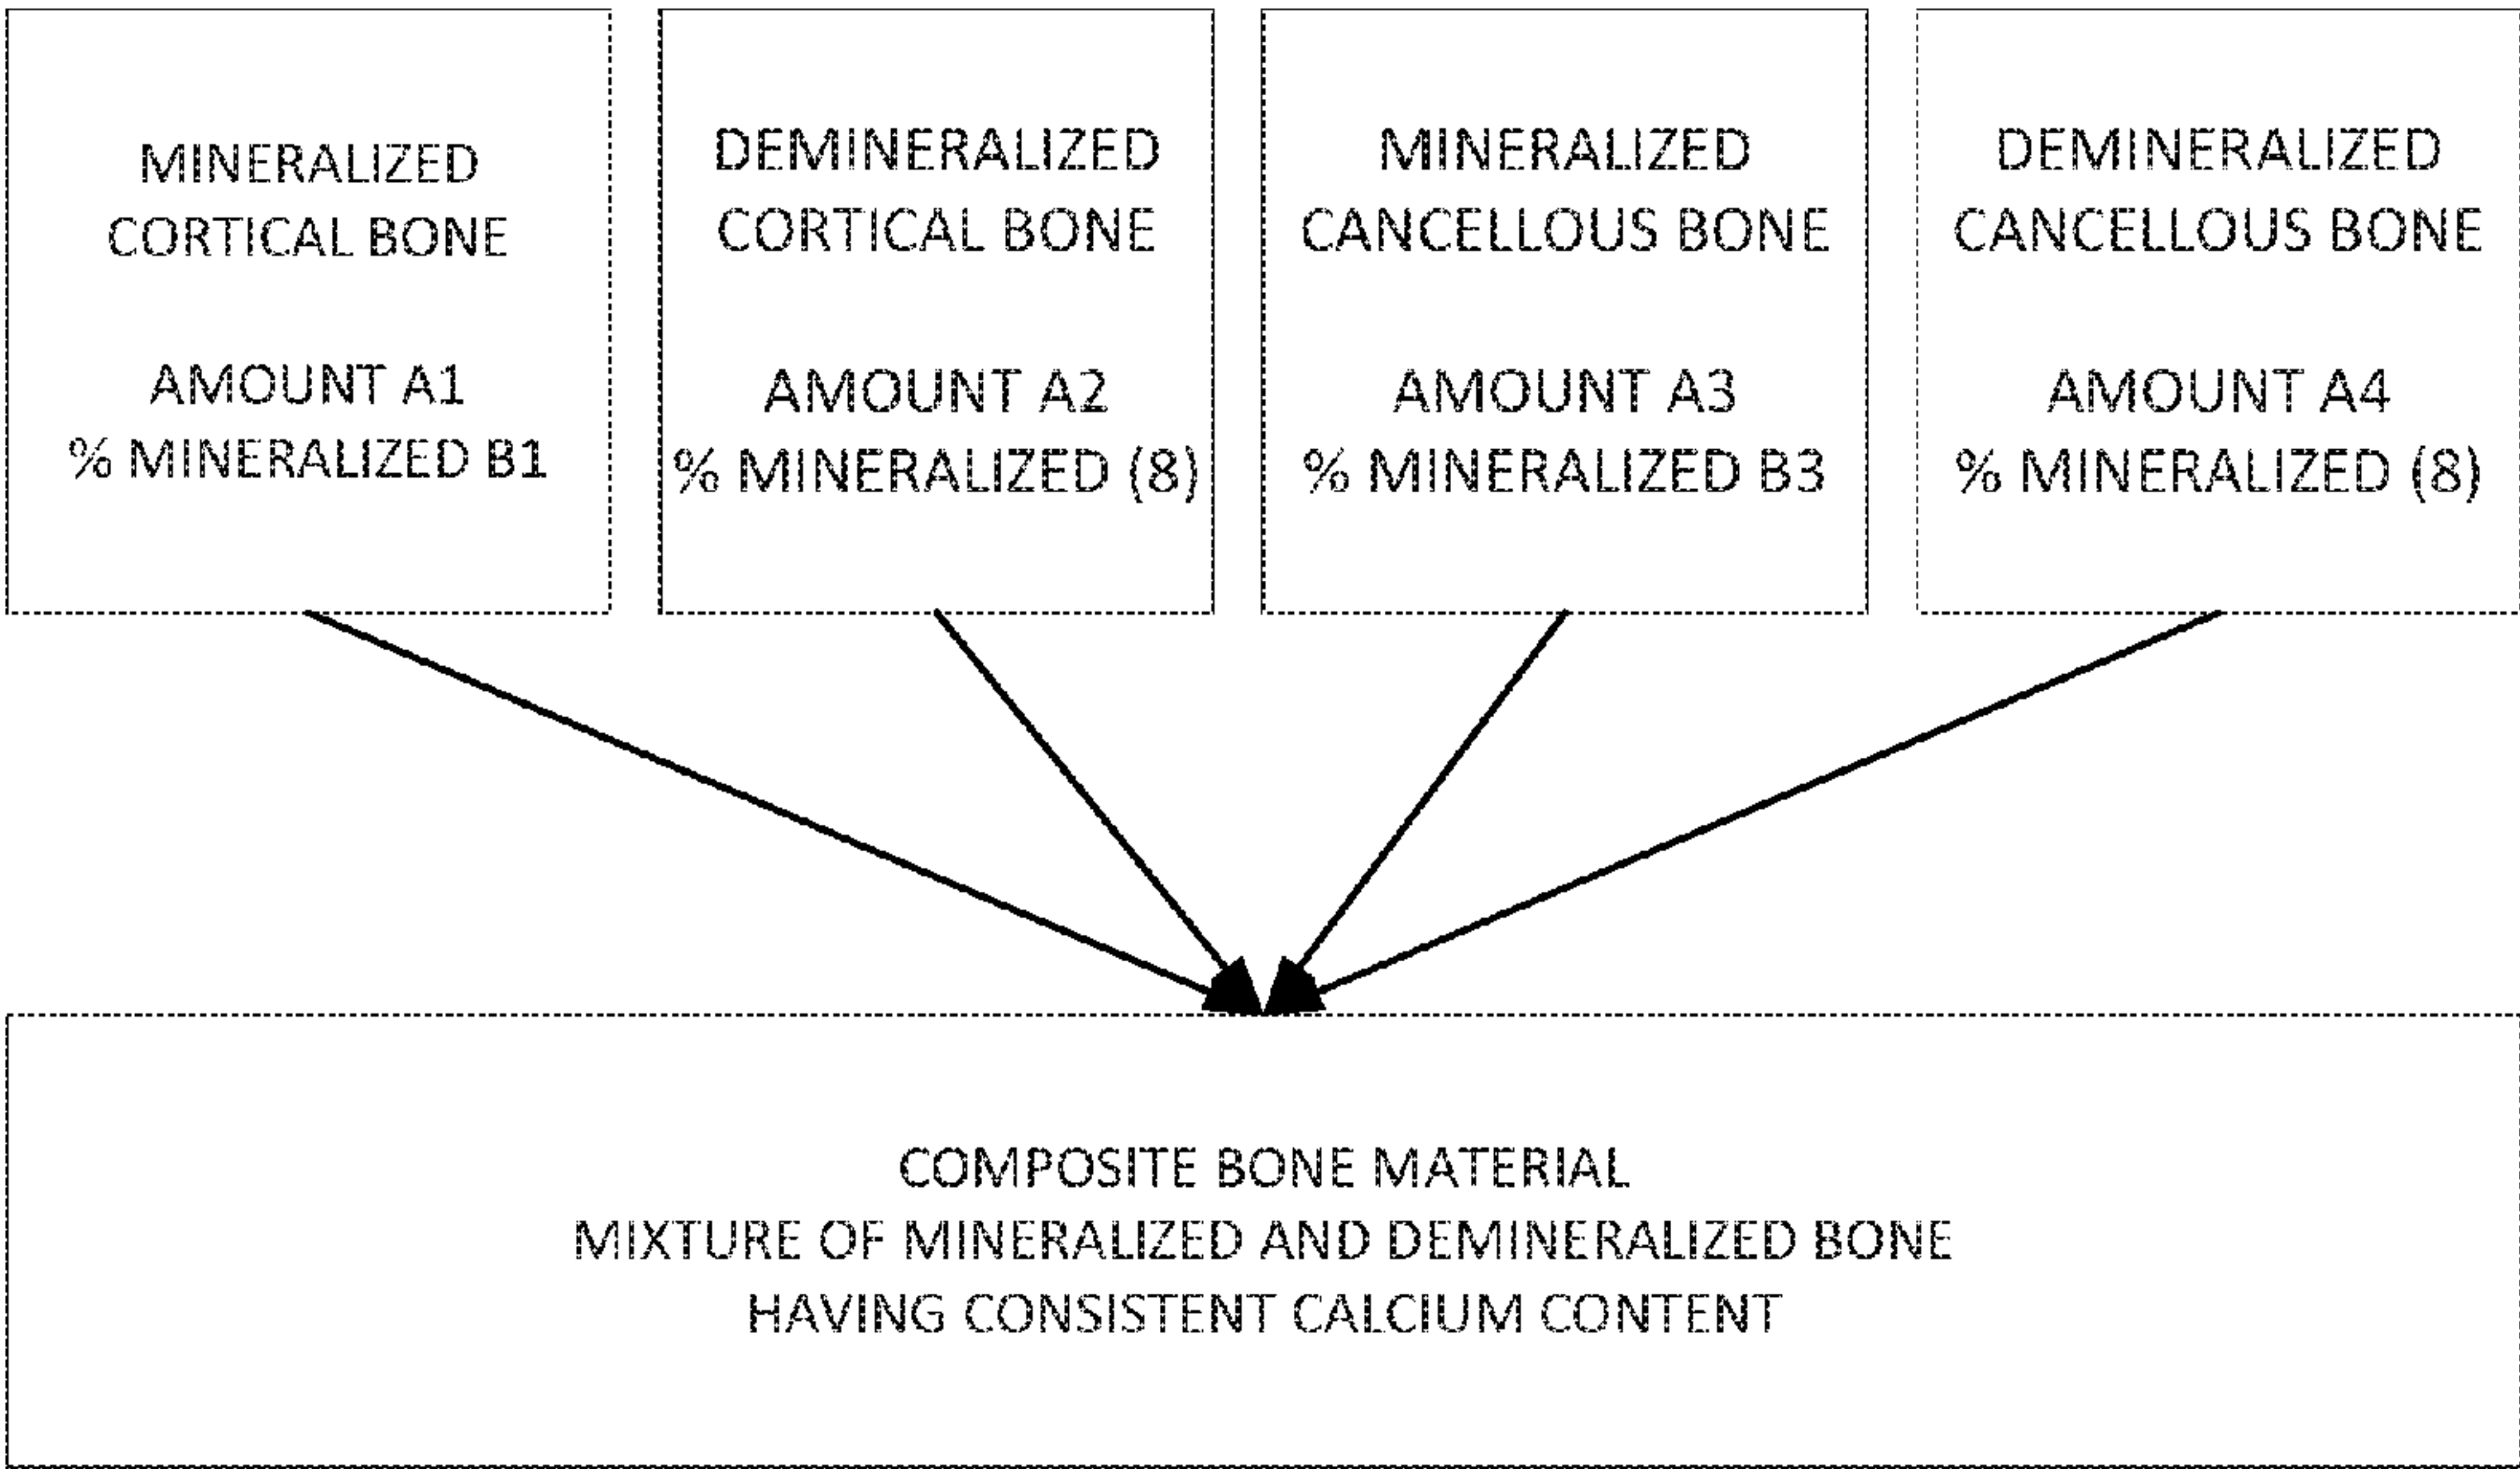 MINERALIZED
CORTICAL BONE
AMOUNT A1
% MINERALIZED B1
DEMINERALIZED
CORTICAL BONE
AMOUNT A2
% MINERALIZED (8)
MINERALIZED
CANCELLOUS BONE
AMOUNT A3
% MINERALIZED B3
DEMINERALIZED
CANCELLOUS BONE
AMOUNT A4
% MINERALIZED (8)
COMPOSITE BONE MATERIAL
MIXTURE OF MINERALIZED AND DEMINERALIZED BONE
HAVING CONSISTENT CALCIUM CONTENT